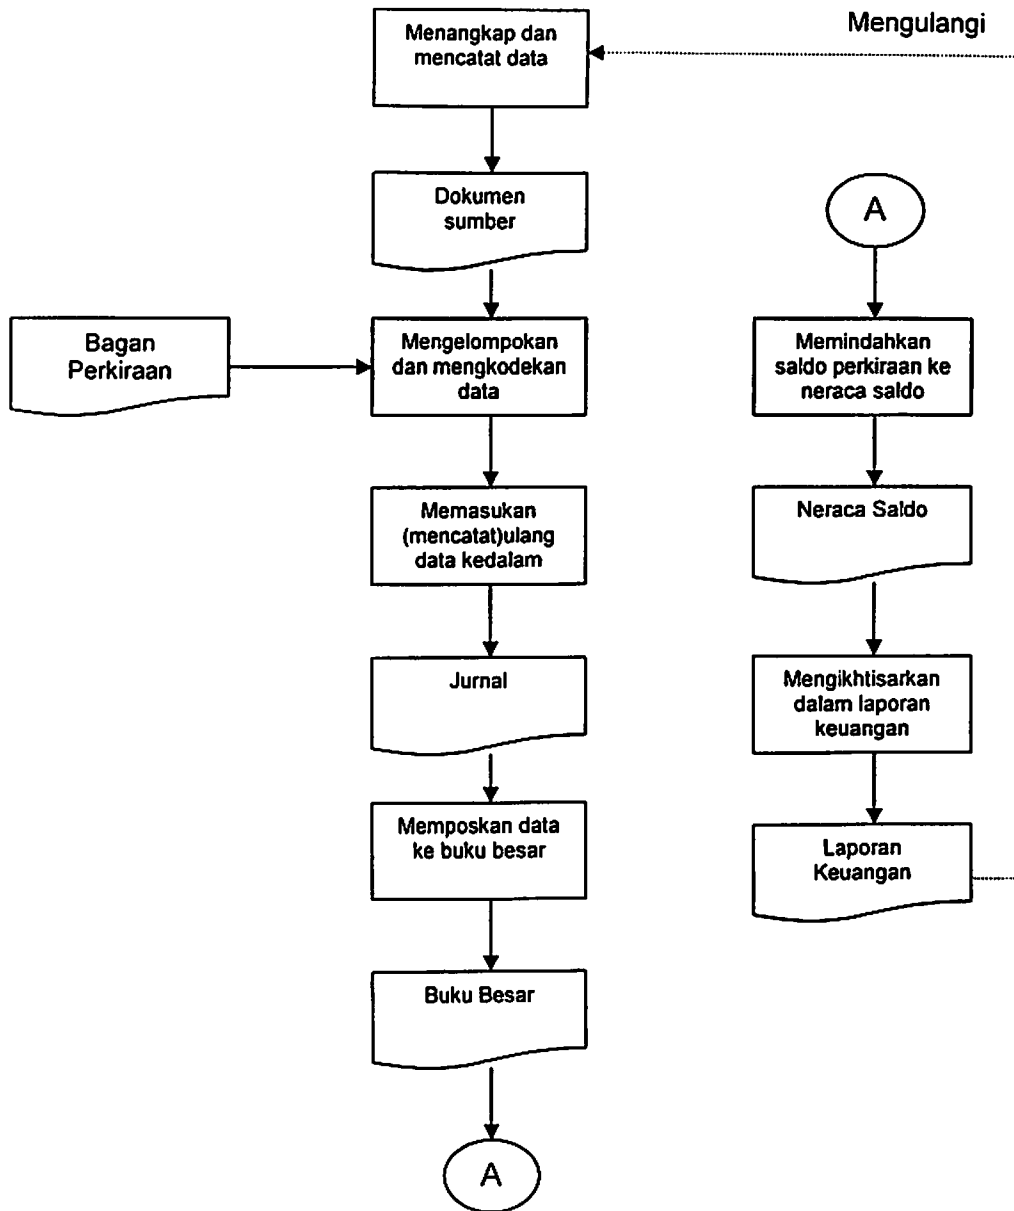 Menangkap dan
mencatat data
Mengulangi
Dokumen
sumber
Bagan
Perkiraan
Mengelompokan
dan mengkodekan
data
Memasukan
(mencatat)ulang
data kedalam
Jurnal
Memposkan data
ke buku besar
Buku Besar
A
A
Memindahkan
saldo perkiraan ke
neraca saldo
Neraca Saldo
Mengikhtisarkan
dalam laporan
keuangan
Laporan
Keuangan